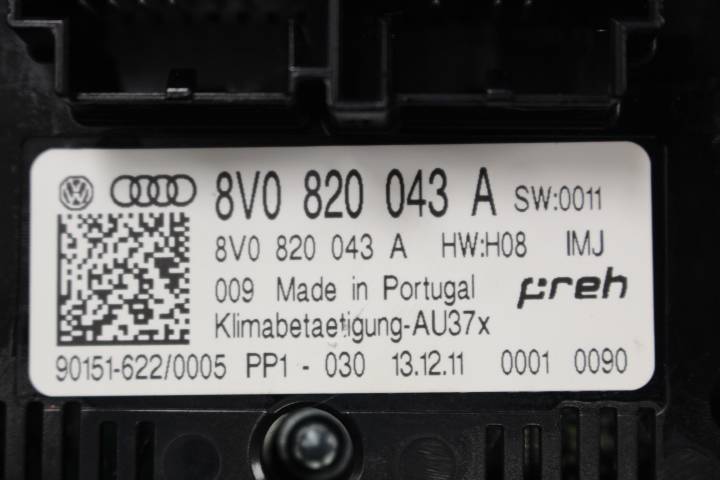 8V0 820 043 A SW:0011
8V0 820 043 A HW:H08 IMJ
009 Made in Portugal preh
Klimabetaetigung-AU37x
90151-622/0005 PP1 - 030 13.12.11 0001 0090